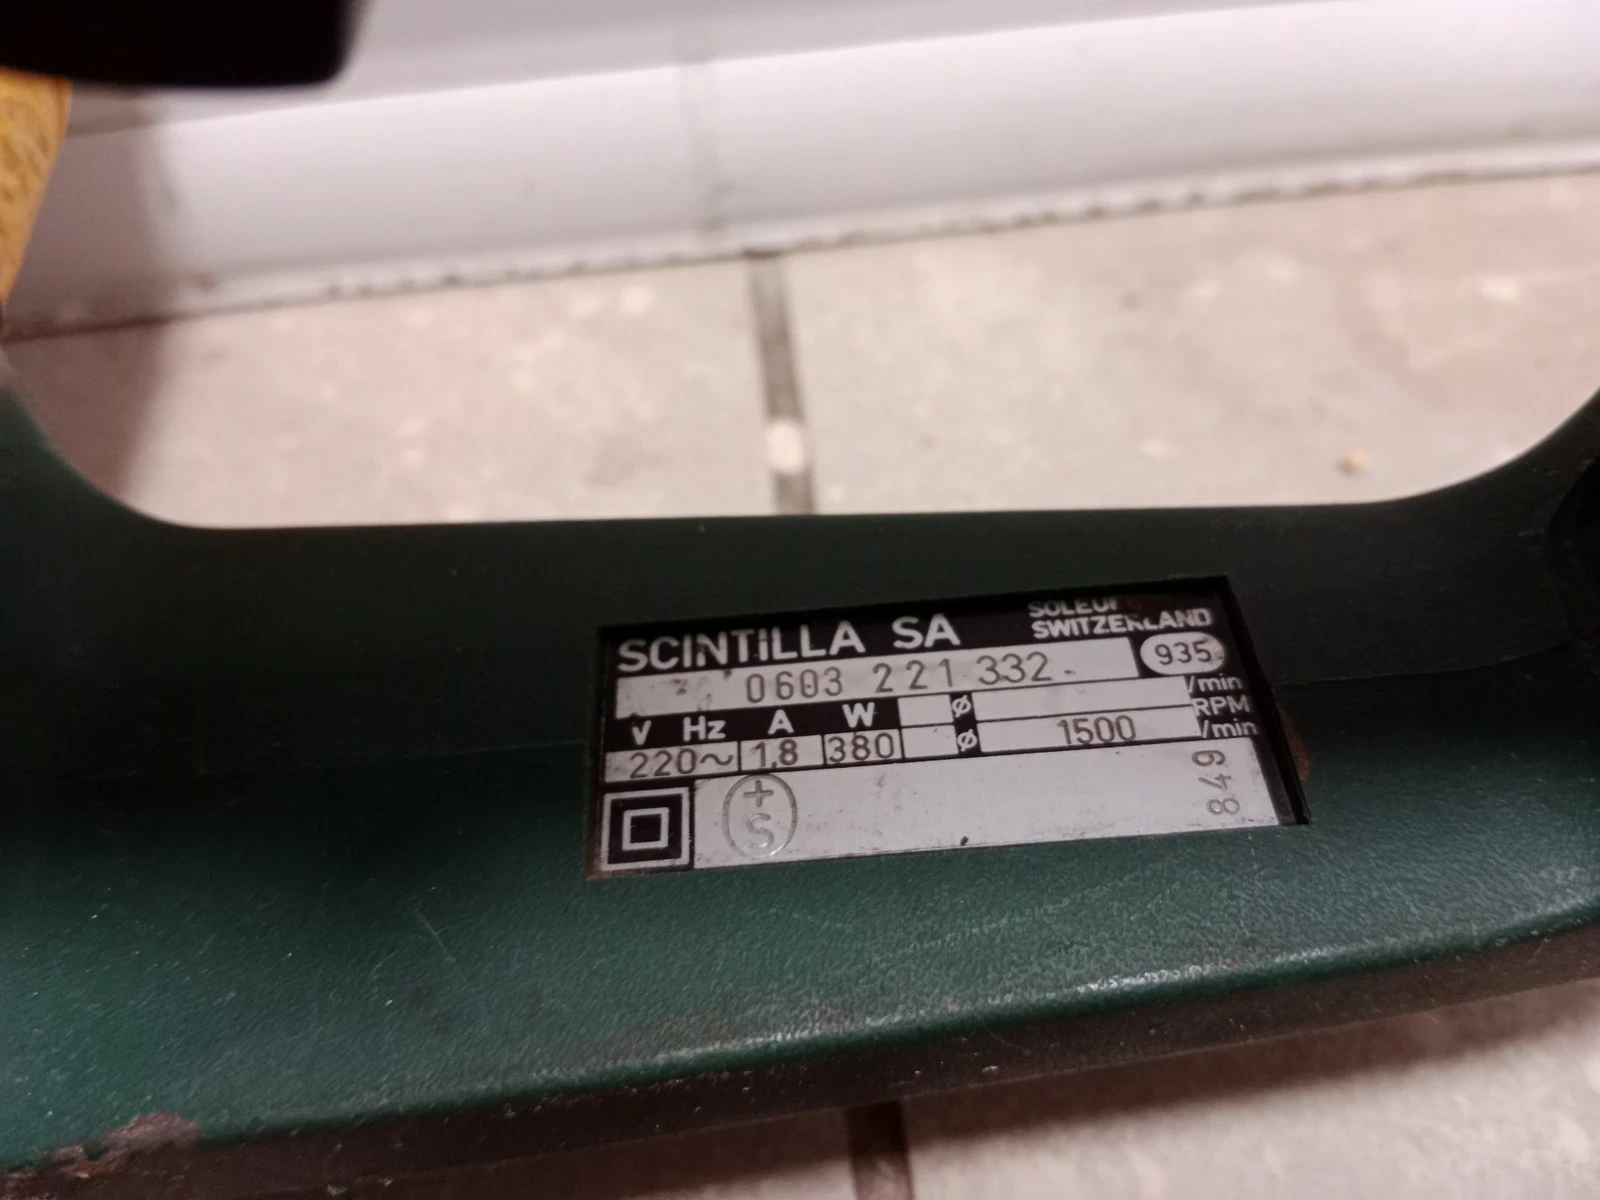 SCINTILLA SA
SWITZERLAND
0603 221 332
935
V Hz A W
220~ 1,8 380
Ø
/min
RPM
Ø 1500 /min
+
S
849